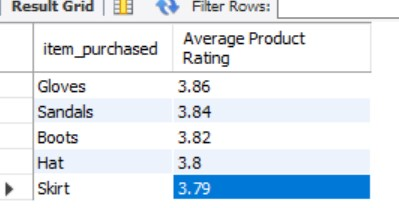 Result Grid Filter Rows:
item_purchased Average Product Rating
Gloves 3.86
Sandals 3.84
Boots 3.82
Hat 3.8
Skirt 3.79